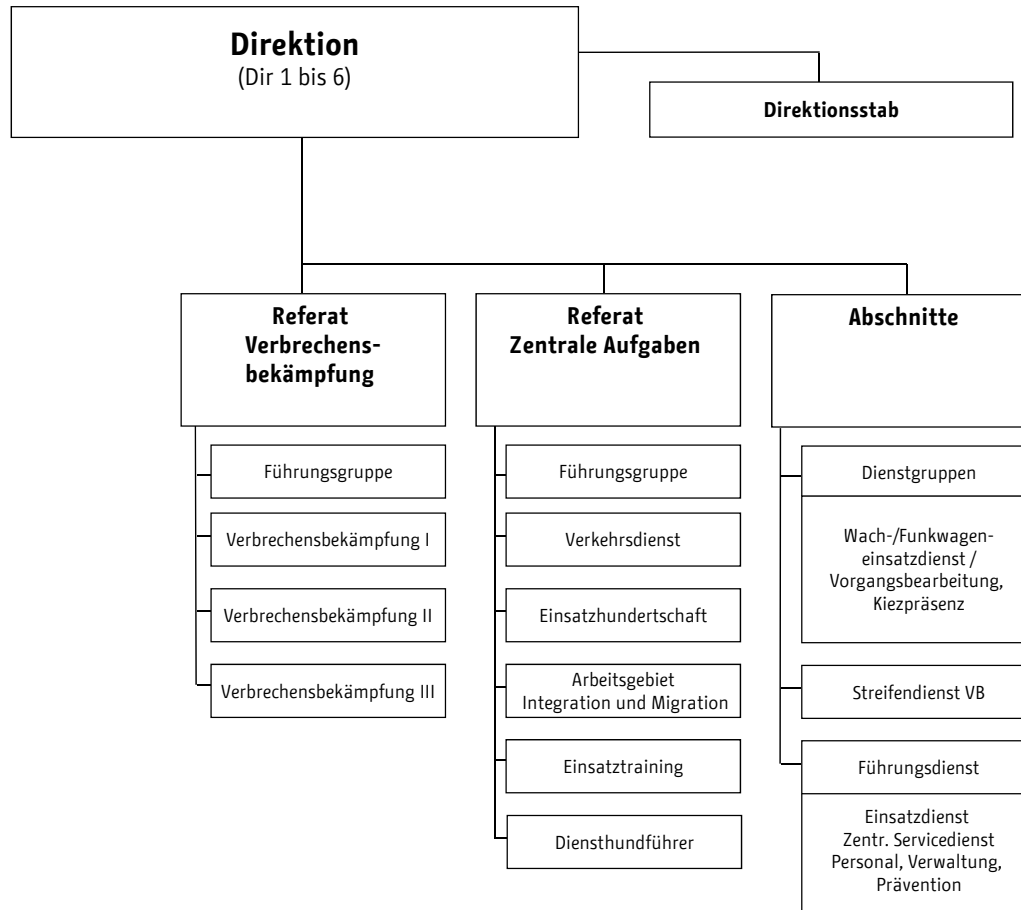 Direktion
(Dir 1 bis 6)
Direktionsstab
Referat
Verbrechens-
bekämpfung
Führungsgruppe
Verbrechensbekämpfung I
Verbrechensbekämpfung II
Verbrechensbekämpfung III
Referat
Zentrale Aufgaben
Führungsgruppe
Verkehrsdienst
Einsatzhundertschaft
Arbeitsgebiet
Integration und Migration
Einsatztraining
Diensthundführer
Abschnitte
Dienstgruppen
Wach-/Funkwagen-
einsatzdienst /
Vorgangsbearbeitung,
Kiezpräsenz
Streifendienst VB
Führungsdienst
Einsatzdienst
Zentr. Servicedienst
Personal, Verwaltung,
Prävention